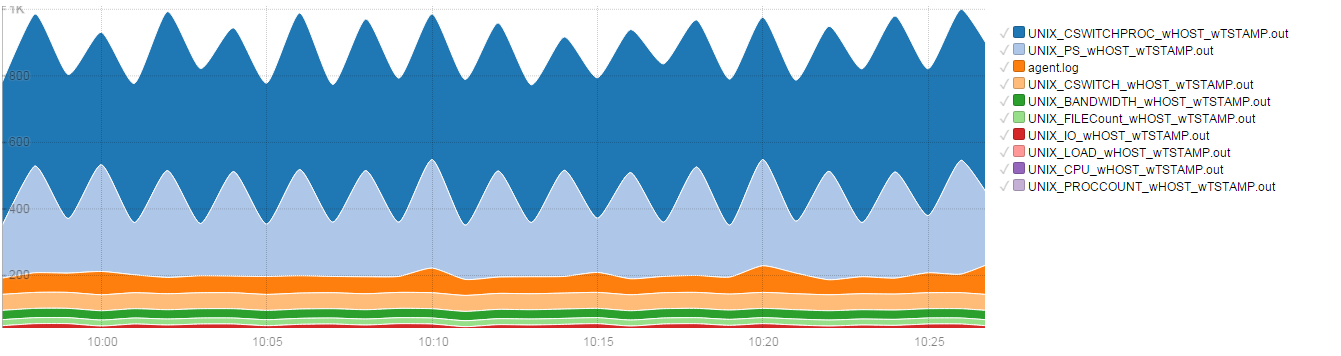 1K
800
600
400
200
10:00 10:05 10:10 10:15 10:20 10:25
UNIX_CSWITCHPROC_wHOST_wTSTAMP.out
UNIX_PS_wHOST_wTSTAMP.out
agent.log
UNIX_CSWITCH_wHOST_wTSTAMP.out
UNIX_BANDWIDTH_wHOST_wTSTAMP.out
UNIX_FILECount_wHOST_wTSTAMP.out
UNIX_IO_wHOST_wTSTAMP.out
UNIX_LOAD_wHOST_wTSTAMP.out
UNIX_CPU_wHOST_wTSTAMP.out
UNIX_PROCCOUNT_wHOST_wTSTAMP.out